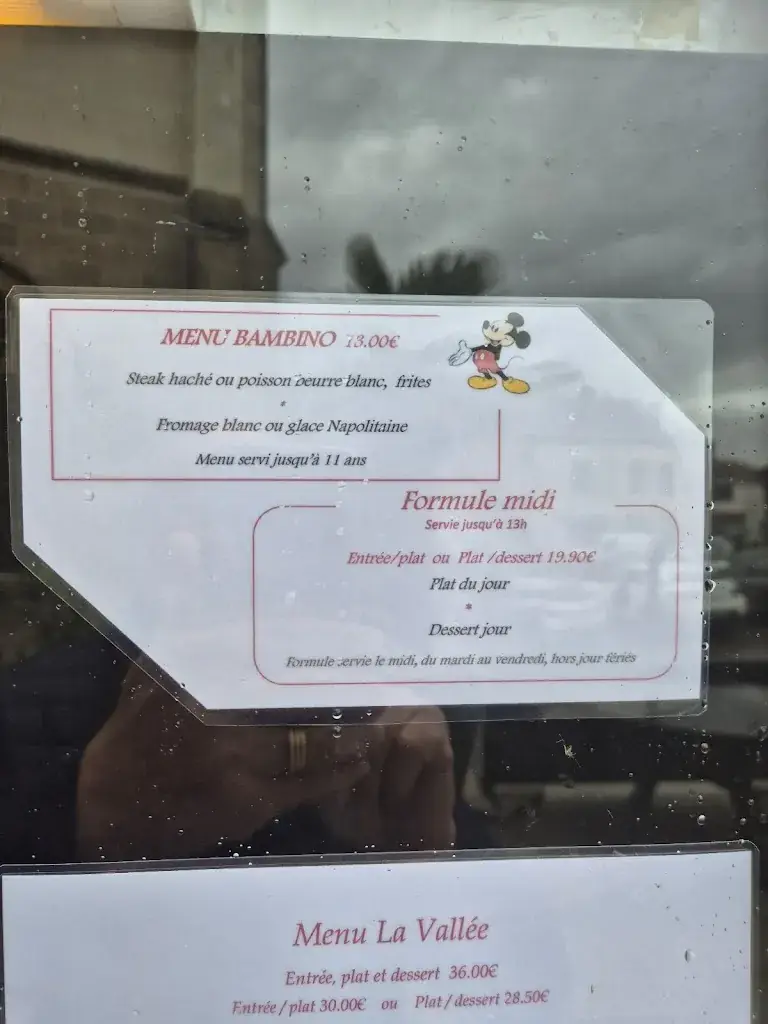 MENU BAMBINO 13.00€
Steak haché ou poisson beurre blanc, frites
*
Fromage blanc ou glace Napolitaine
Menu servi jusqu'à 11 ans
Formule midi
Servie jusqu'à 13h
Entrée/plat ou Plat /dessert 19.90€
Plat du jour
*
Dessert jour
Formule servie le midi, du mardi au vendredi, hors jour fériés
Menu La Vallée
Entrée, plat et dessert 36.00€
Entrée / plat 30.00€ ou Plat / dessert 28.50€